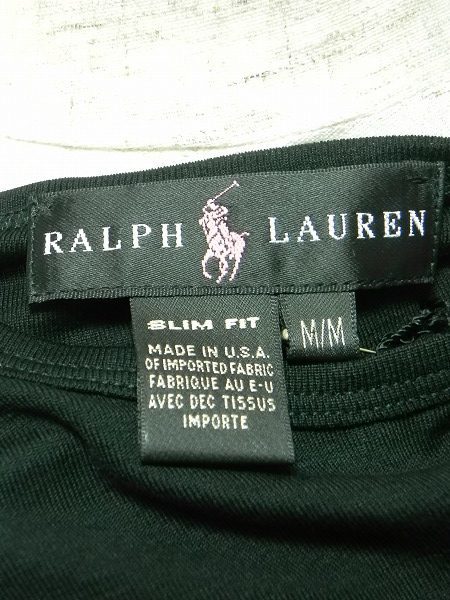 RALPH LAUREN
SLIM FIT
M/M
MADE IN U.S.A.
OF IMPORTED FABRIC
FABRIQUE AU E-U
AVEC DEC TISSUS
IMPORTE